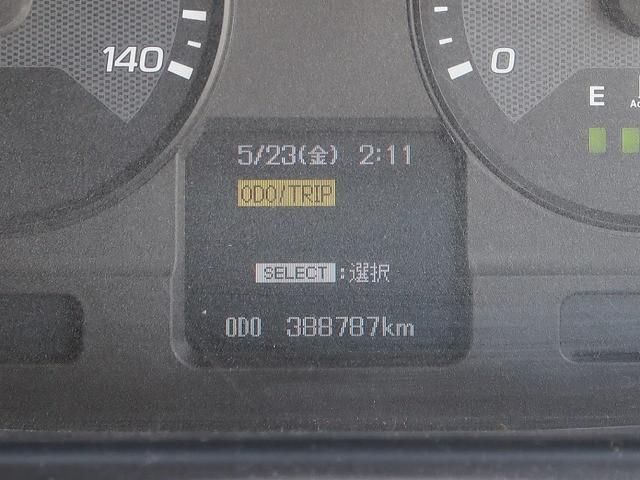 140
0
E
5/23(金) 2:11
ODO/TRIP
SELECT:選択
ODO 388787km